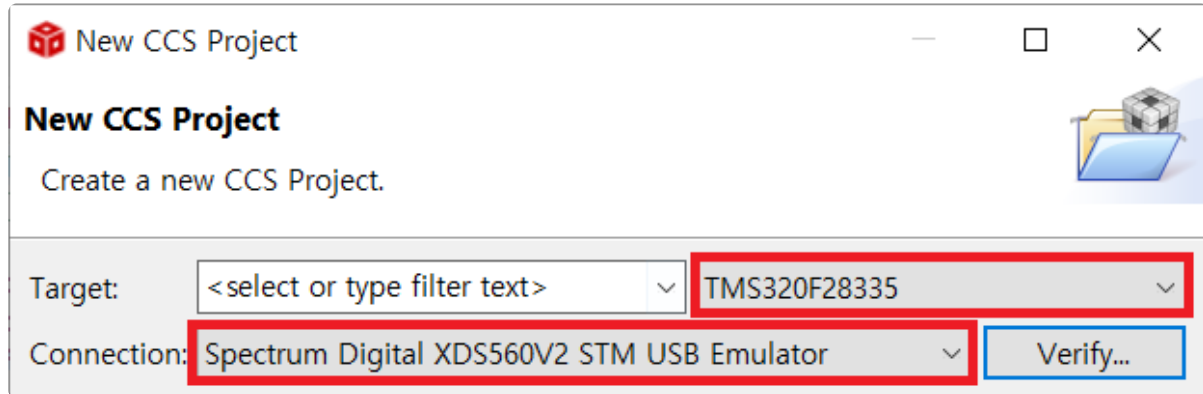 New CCS Project
New CCS Project
Create a new CCS Project.
Target: <select or type filter text> TMS320F28335
Connection: Spectrum Digital XDS560V2 STM USB Emulator Verify...